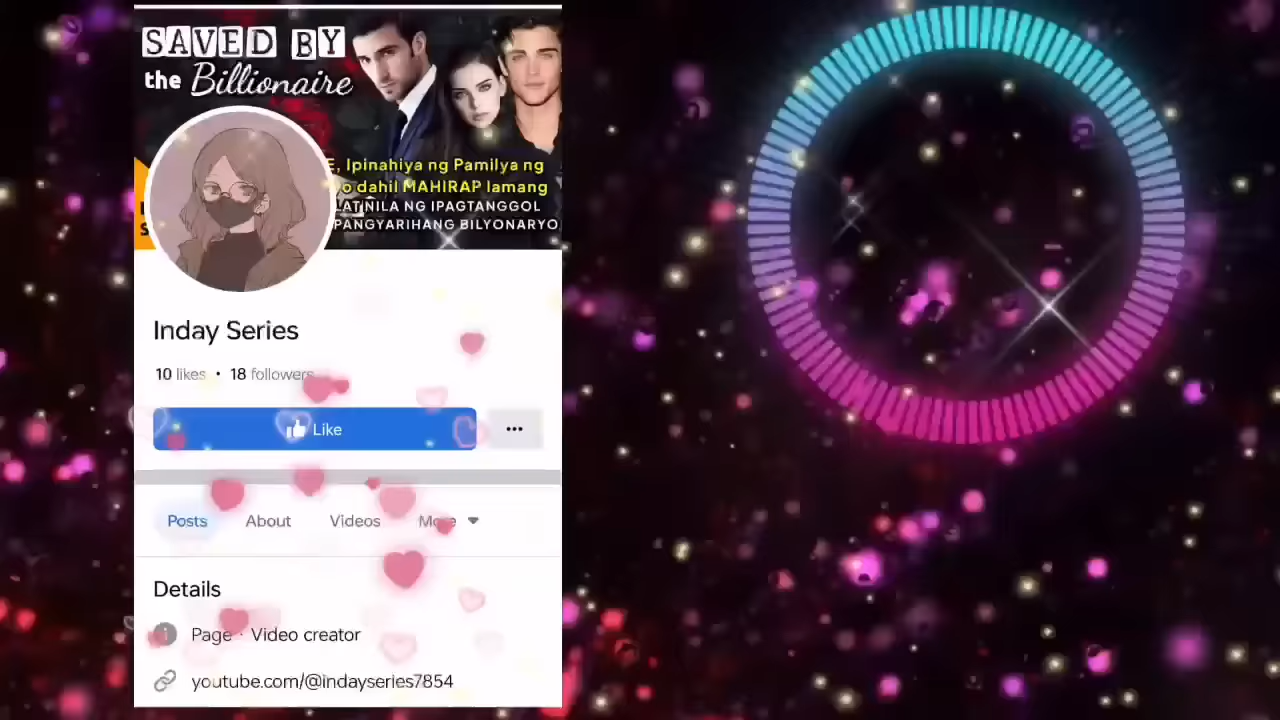 SAVED BY
the Billionaire
E, Ipinahiya ng Pamilya ng
o dahil MAHIRAP lamang
NILA NG IPAGTANGGOL
PANGYARIHANG BILYONARYO
Inday Series
10 likes • 18 followers
Like
Posts About Videos More
Details
Page · Video creator
youtube.com/@indayseries7854